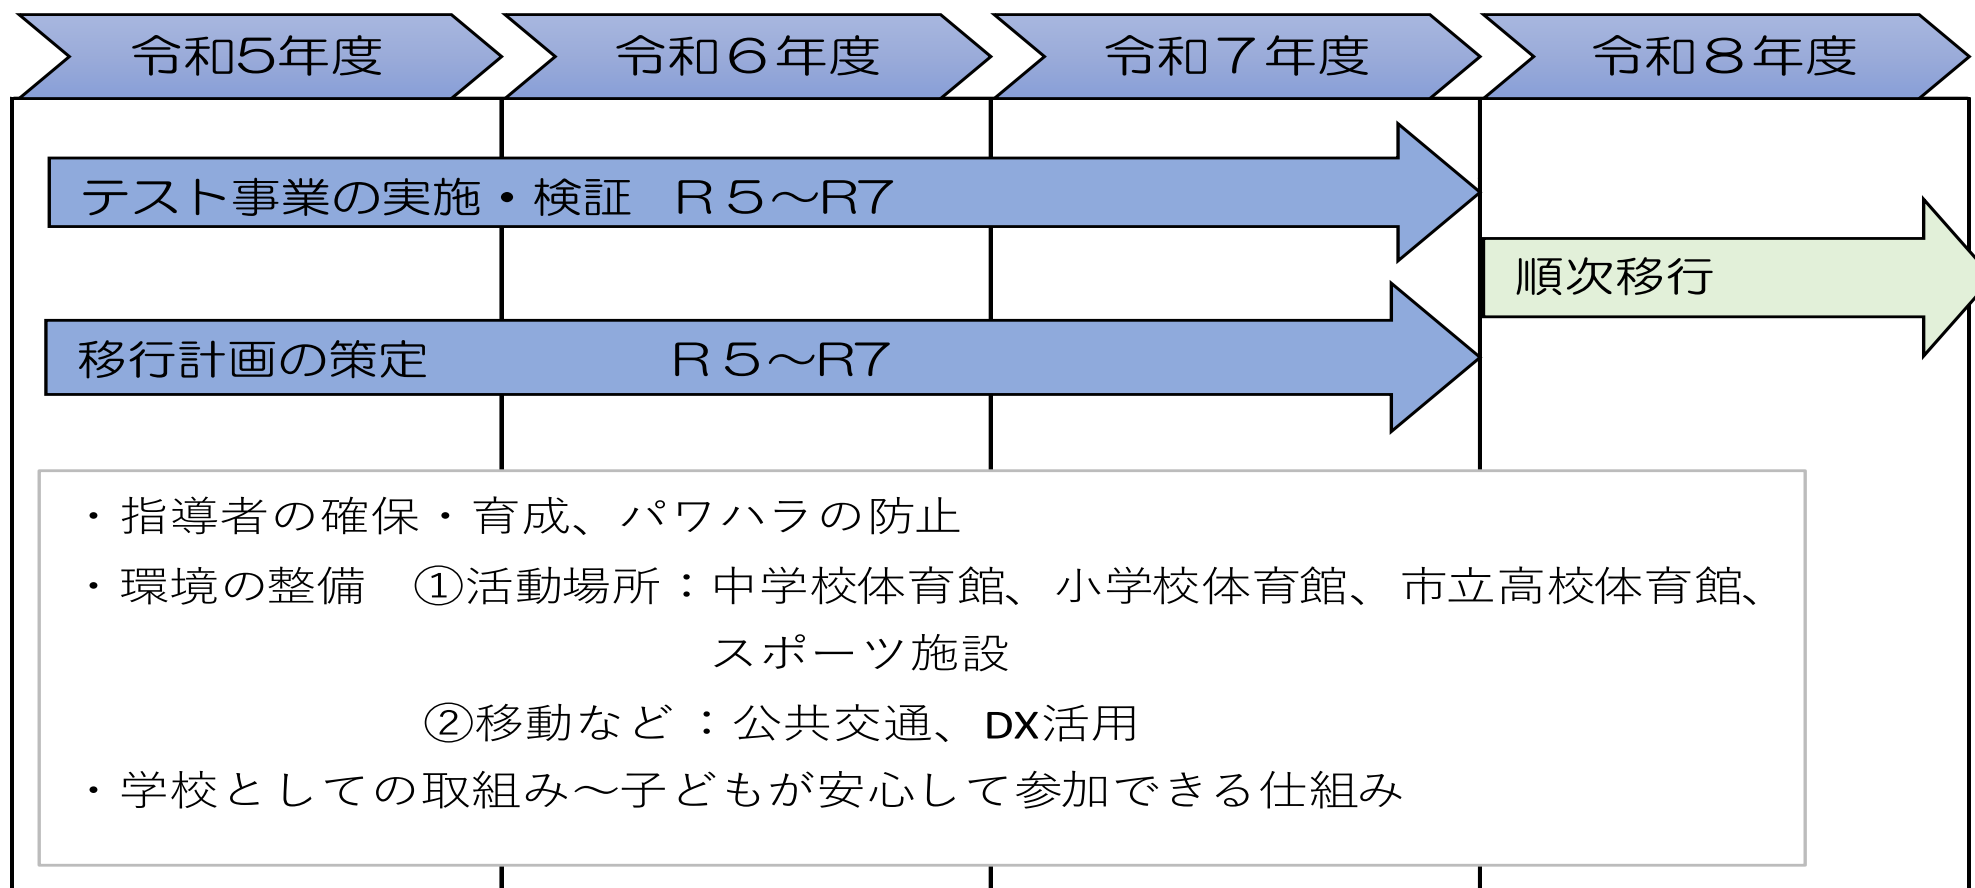 令和5年度
令和６年度
令和７年度
令和８年度
テスト事業の実施・検証　R５～R7
順次移行
移行計画の策定　　　　　R５～R7
・指導者の確保・育成、パワハラの防止
・環境の整備　①活動場所：中学校体育館、小学校体育館、市立高校体育館、
スポーツ施設
②移動など：公共交通、DX活用
・学校としての取組み～子どもが安心して参加できる仕組み